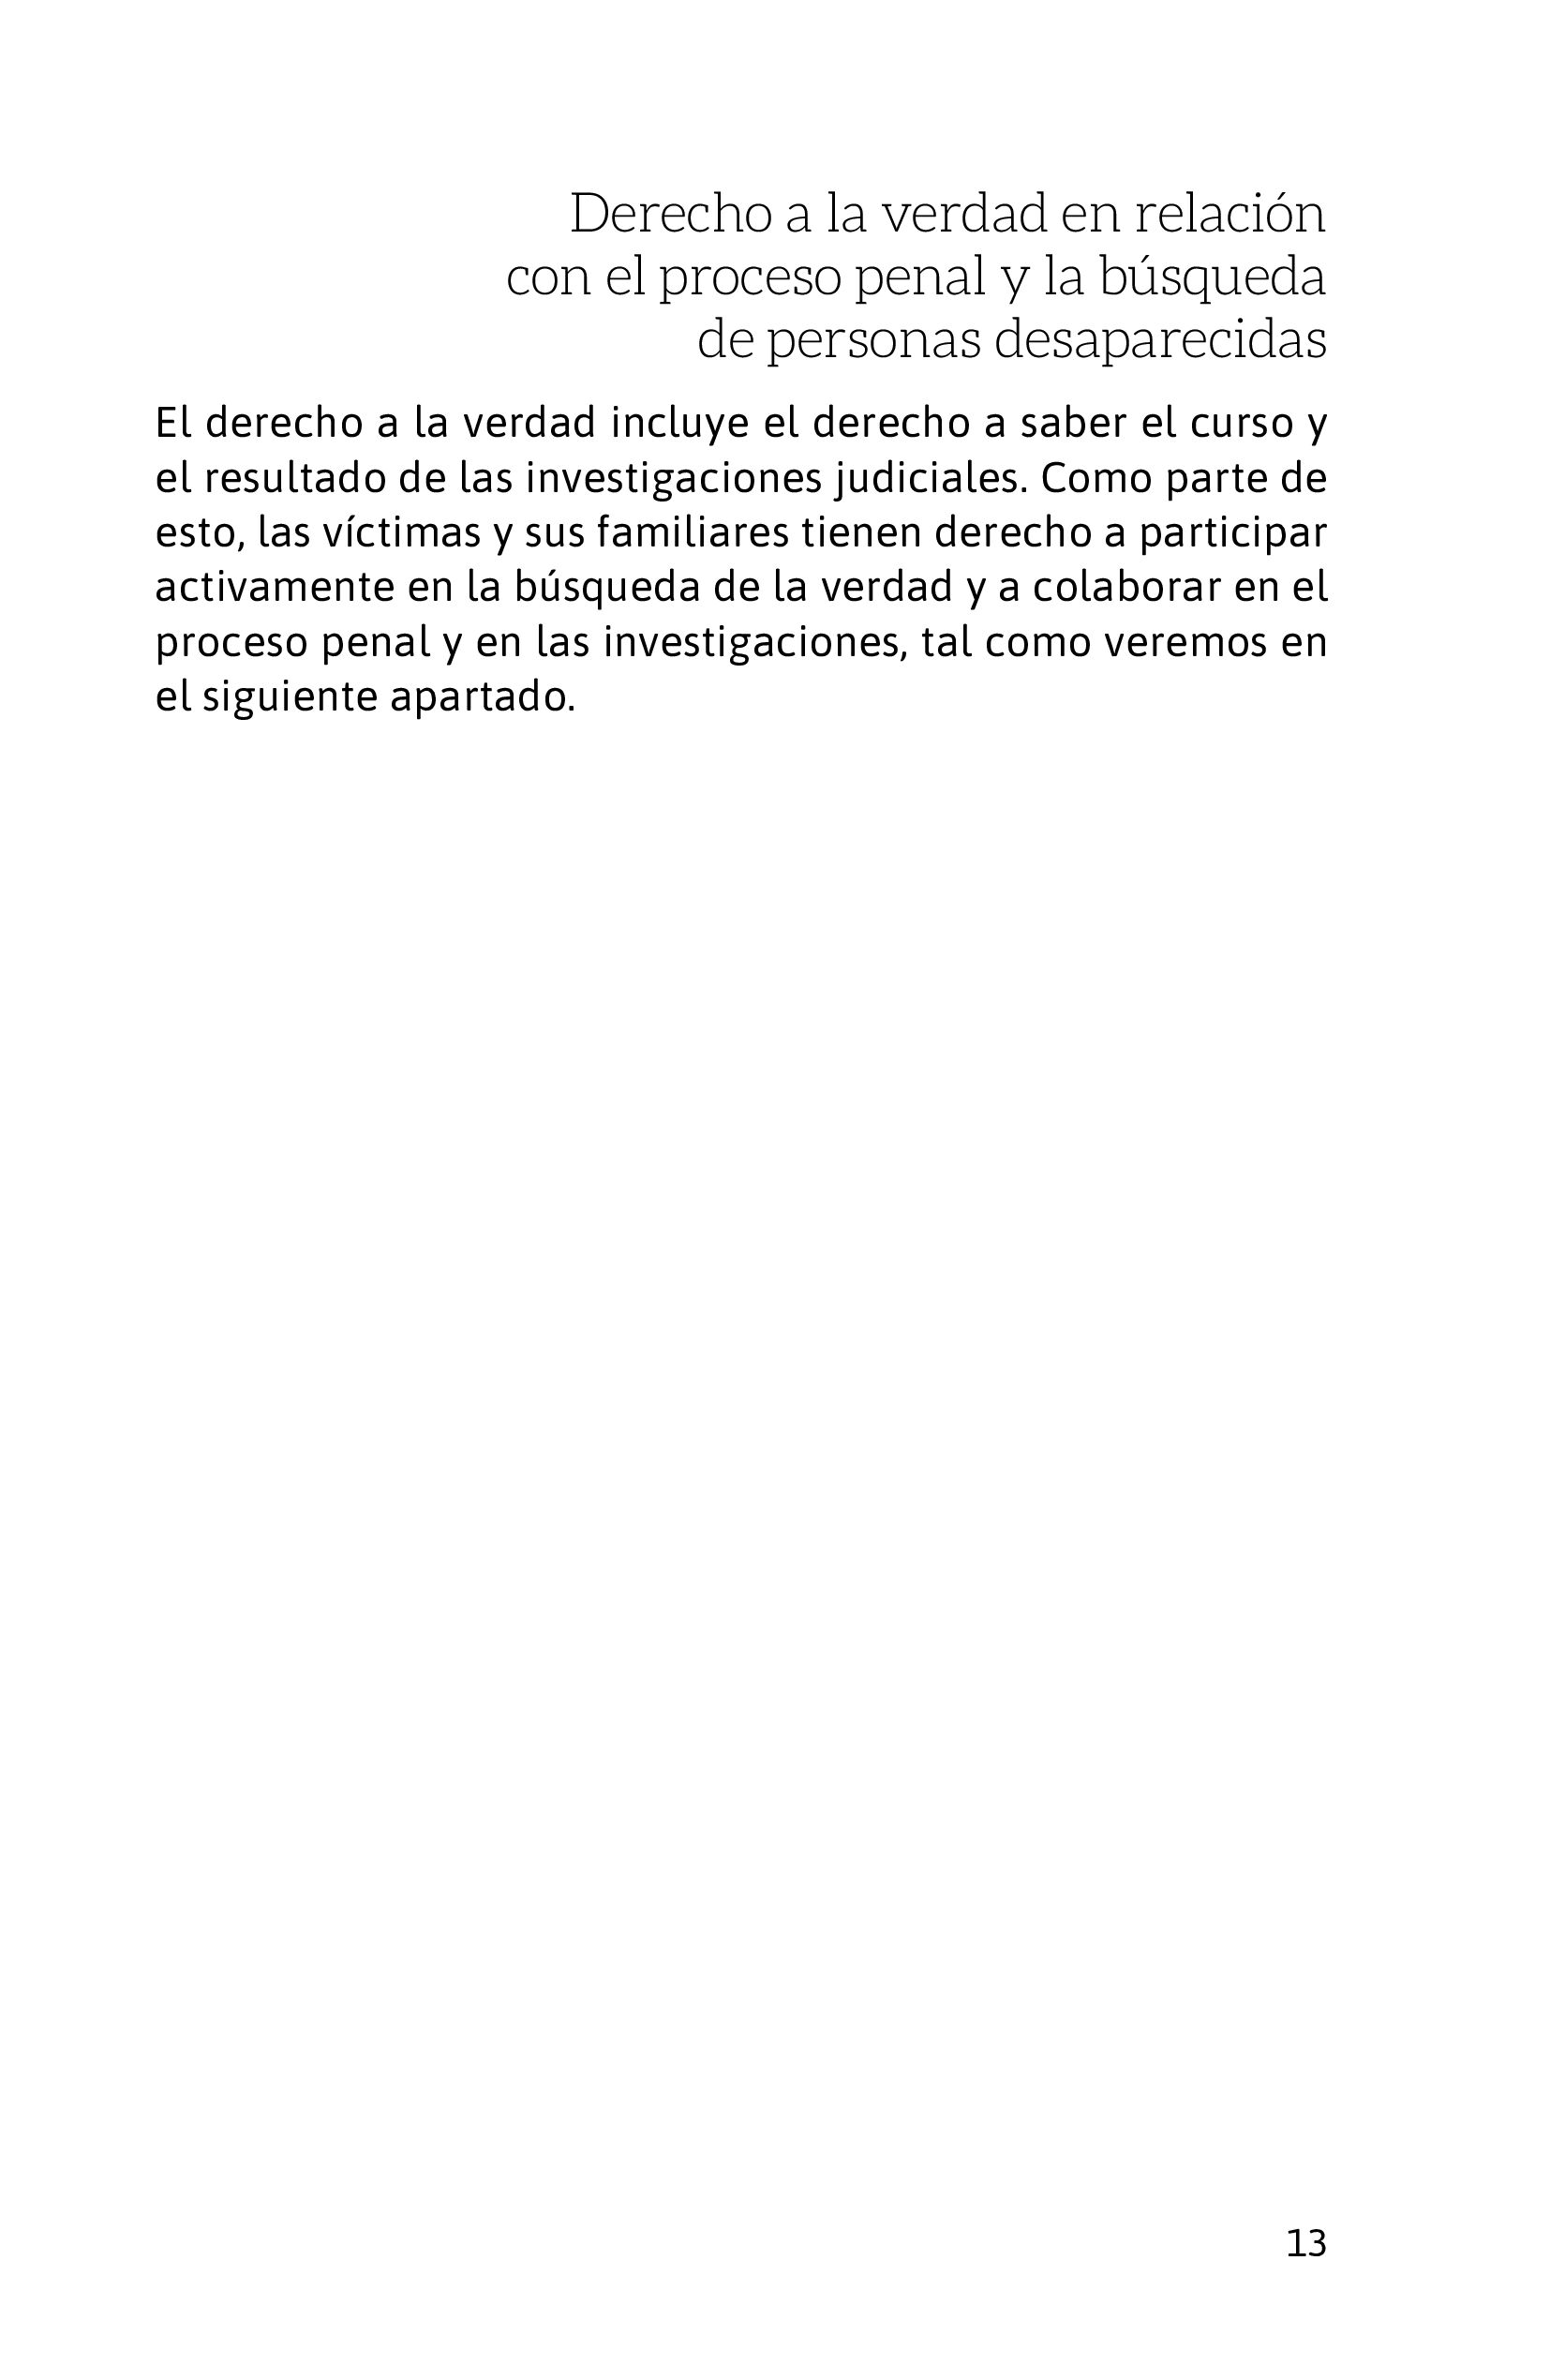 Derecho a la verdad en relación
con el proceso penal y la búsqueda
de personas desaparecidas
El derecho a la verdad incluye el derecho a saber el curso y
el resultado de las investigaciones judiciales. Como parte de
esto, las víctimas y sus familiares tienen derecho a participar
activamente en la búsqueda de la verdad y a colaborar en el
proceso penal y en las investigaciones, tal como veremos en
el siguiente apartado.
13